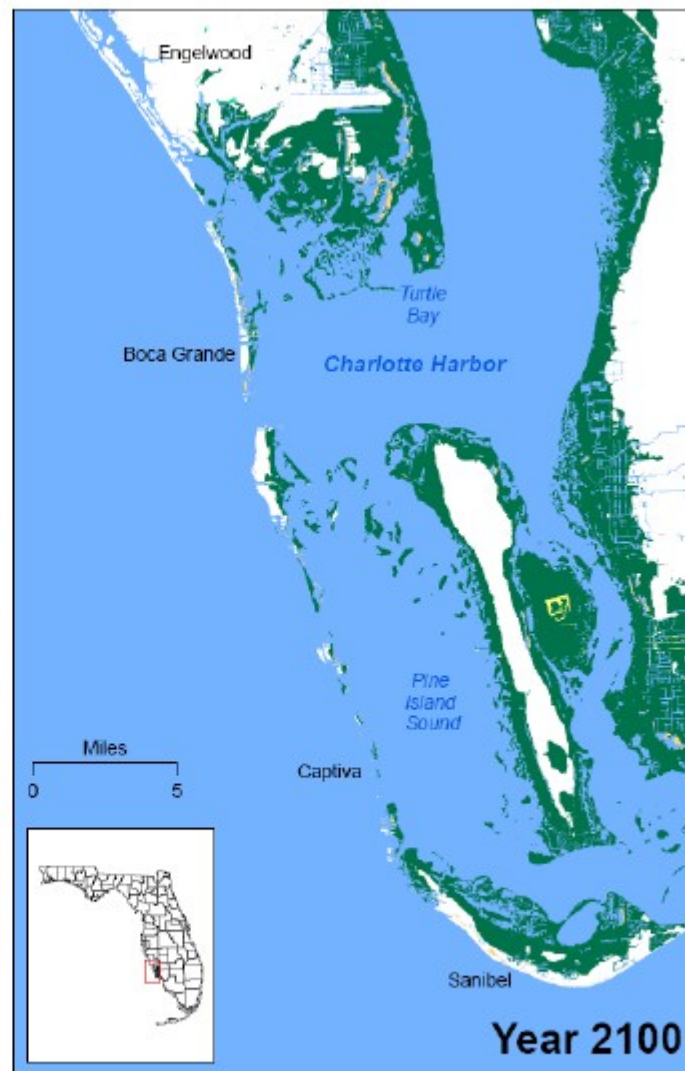 Engelwood
Turtle
Bay
Boca Grande
Charlotte Harbor
Pine
Island
Sound
Miles
0 5
Captiva
Sanibel
Year 2100